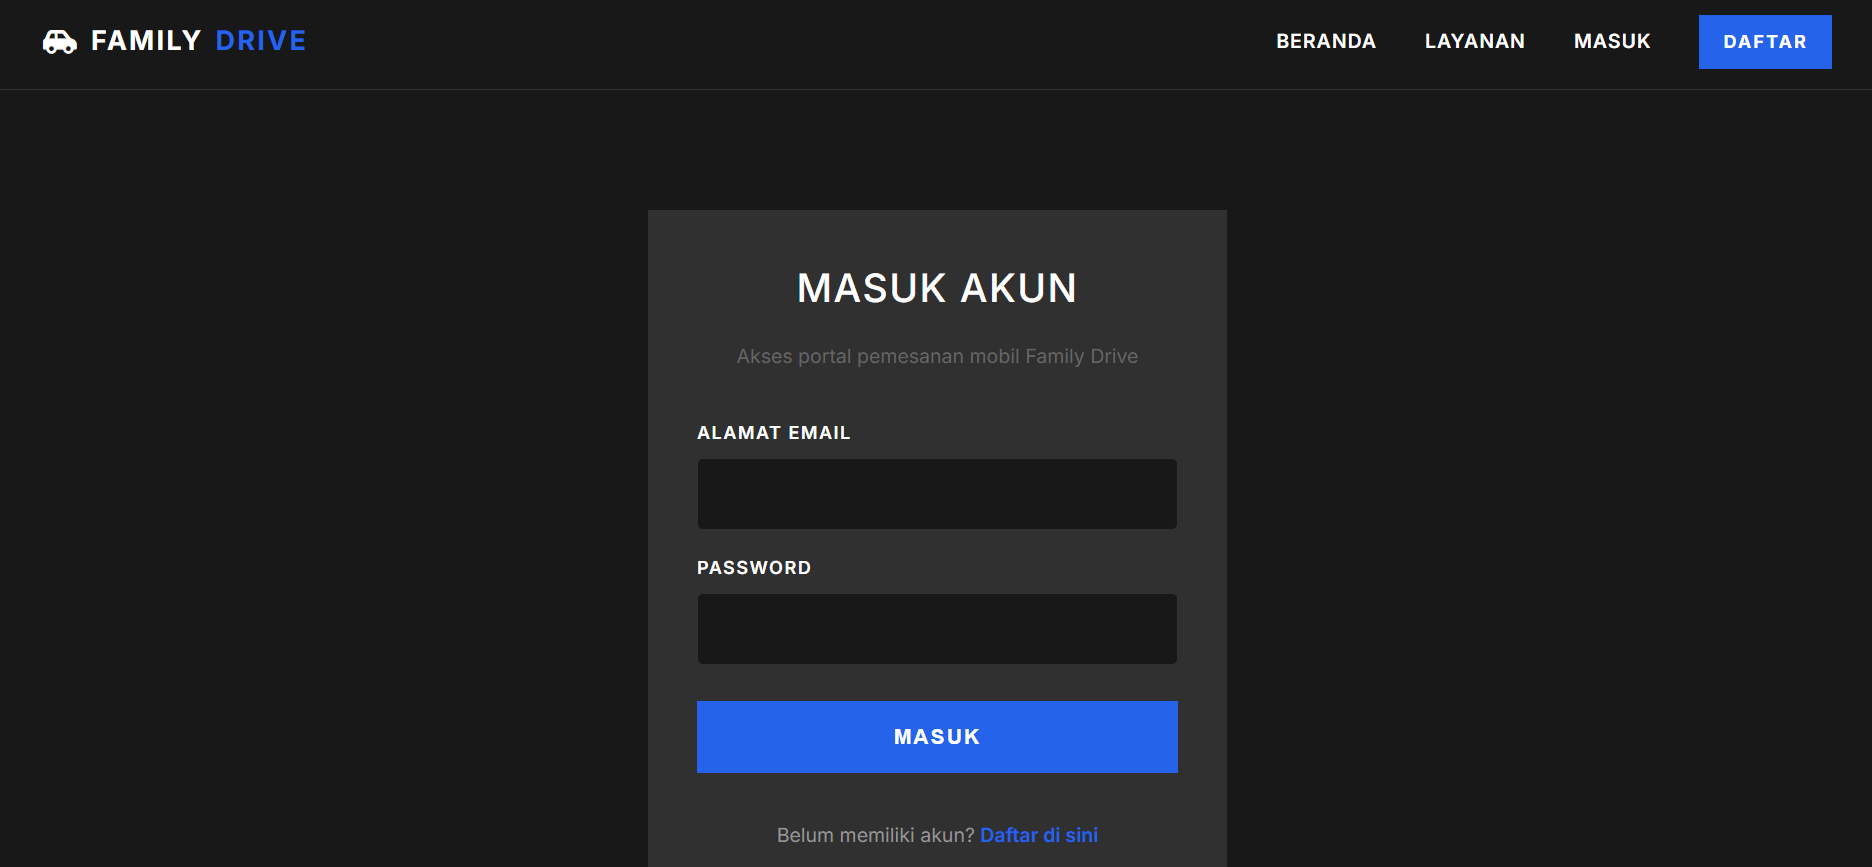 FAMILY DRIVE
BERANDA LAYANAN MASUK DAFTAR
MASUK AKUN
Akses portal pemesanan mobil Family Drive
ALAMAT EMAIL
PASSWORD
MASUK
Belum memiliki akun? Daftar di sini